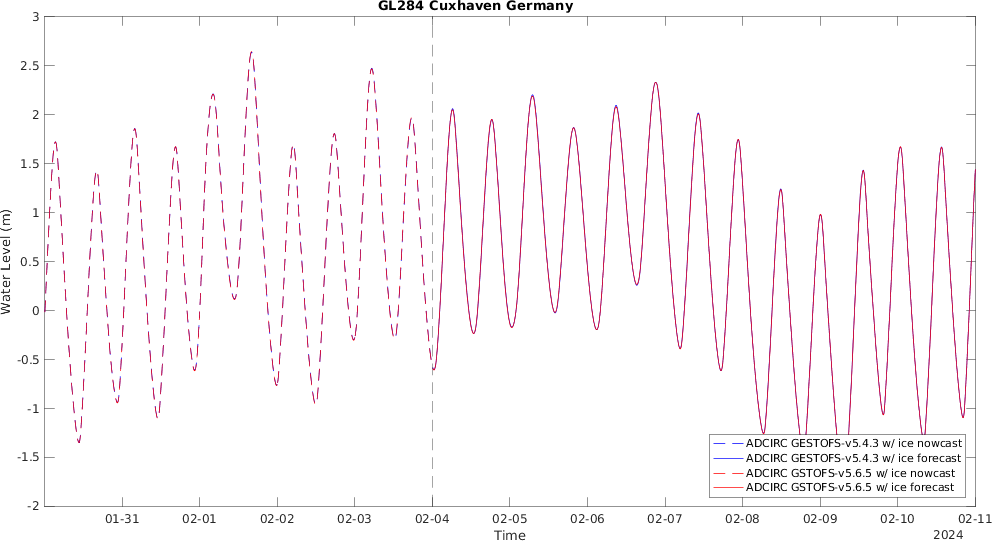 GL284 Cuxhaven Germany
3
2.5
2
1.5
1
0.5
0
-0.5
-1
-1.5
-2
Water Level (m)
ADCIRC GESTOFS-v5.4.3 w/ ice nowcast
ADCIRC GESTOFS-v5.4.3 w/ ice forecast
ADCIRC GSTOFS-v5.6.5 w/ ice nowcast
ADCIRC GSTOFS-v5.6.5 w/ ice forecast
01-31 02-01 02-02 02-03 02-04 02-05 02-06 02-07 02-08 02-09 02-10 02-11
Time
2024